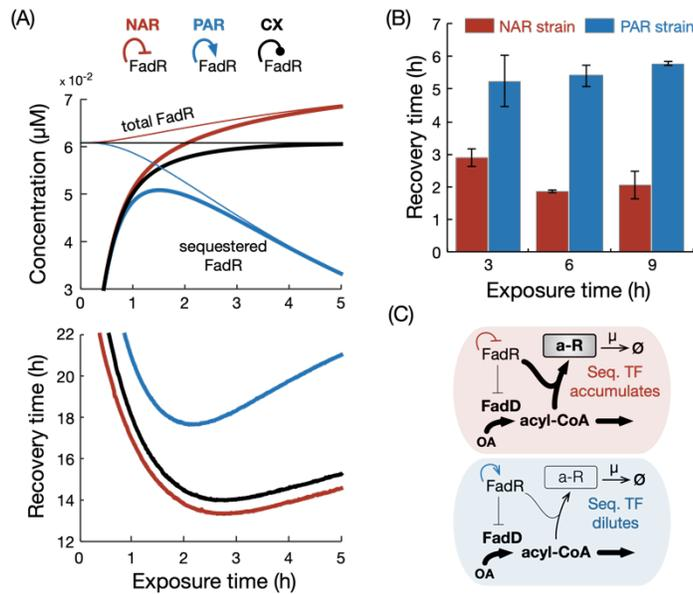 (A)
NAR PAR CX
FadR FadR FadR
x 10-2
7
6
5
4
3
Concentration (μM)
total FadR
sequestered
FadR
0 1 2 3 4 5
22
20
18
16
14
12
Recovery time (h)
0 1 2 3 4 5
Exposure time (h)
(B)
NAR strain PAR strain
7
6
5
4
3
2
1
0
Recovery time (h)
3 6 9
Exposure time (h)
(C)
FadR a-R μ Ø
Seq. TF
accumulates
FadD
OA acyl-CoA
FadR a-R μ Ø
Seq. TF
dilutes
FadD
OA acyl-CoA